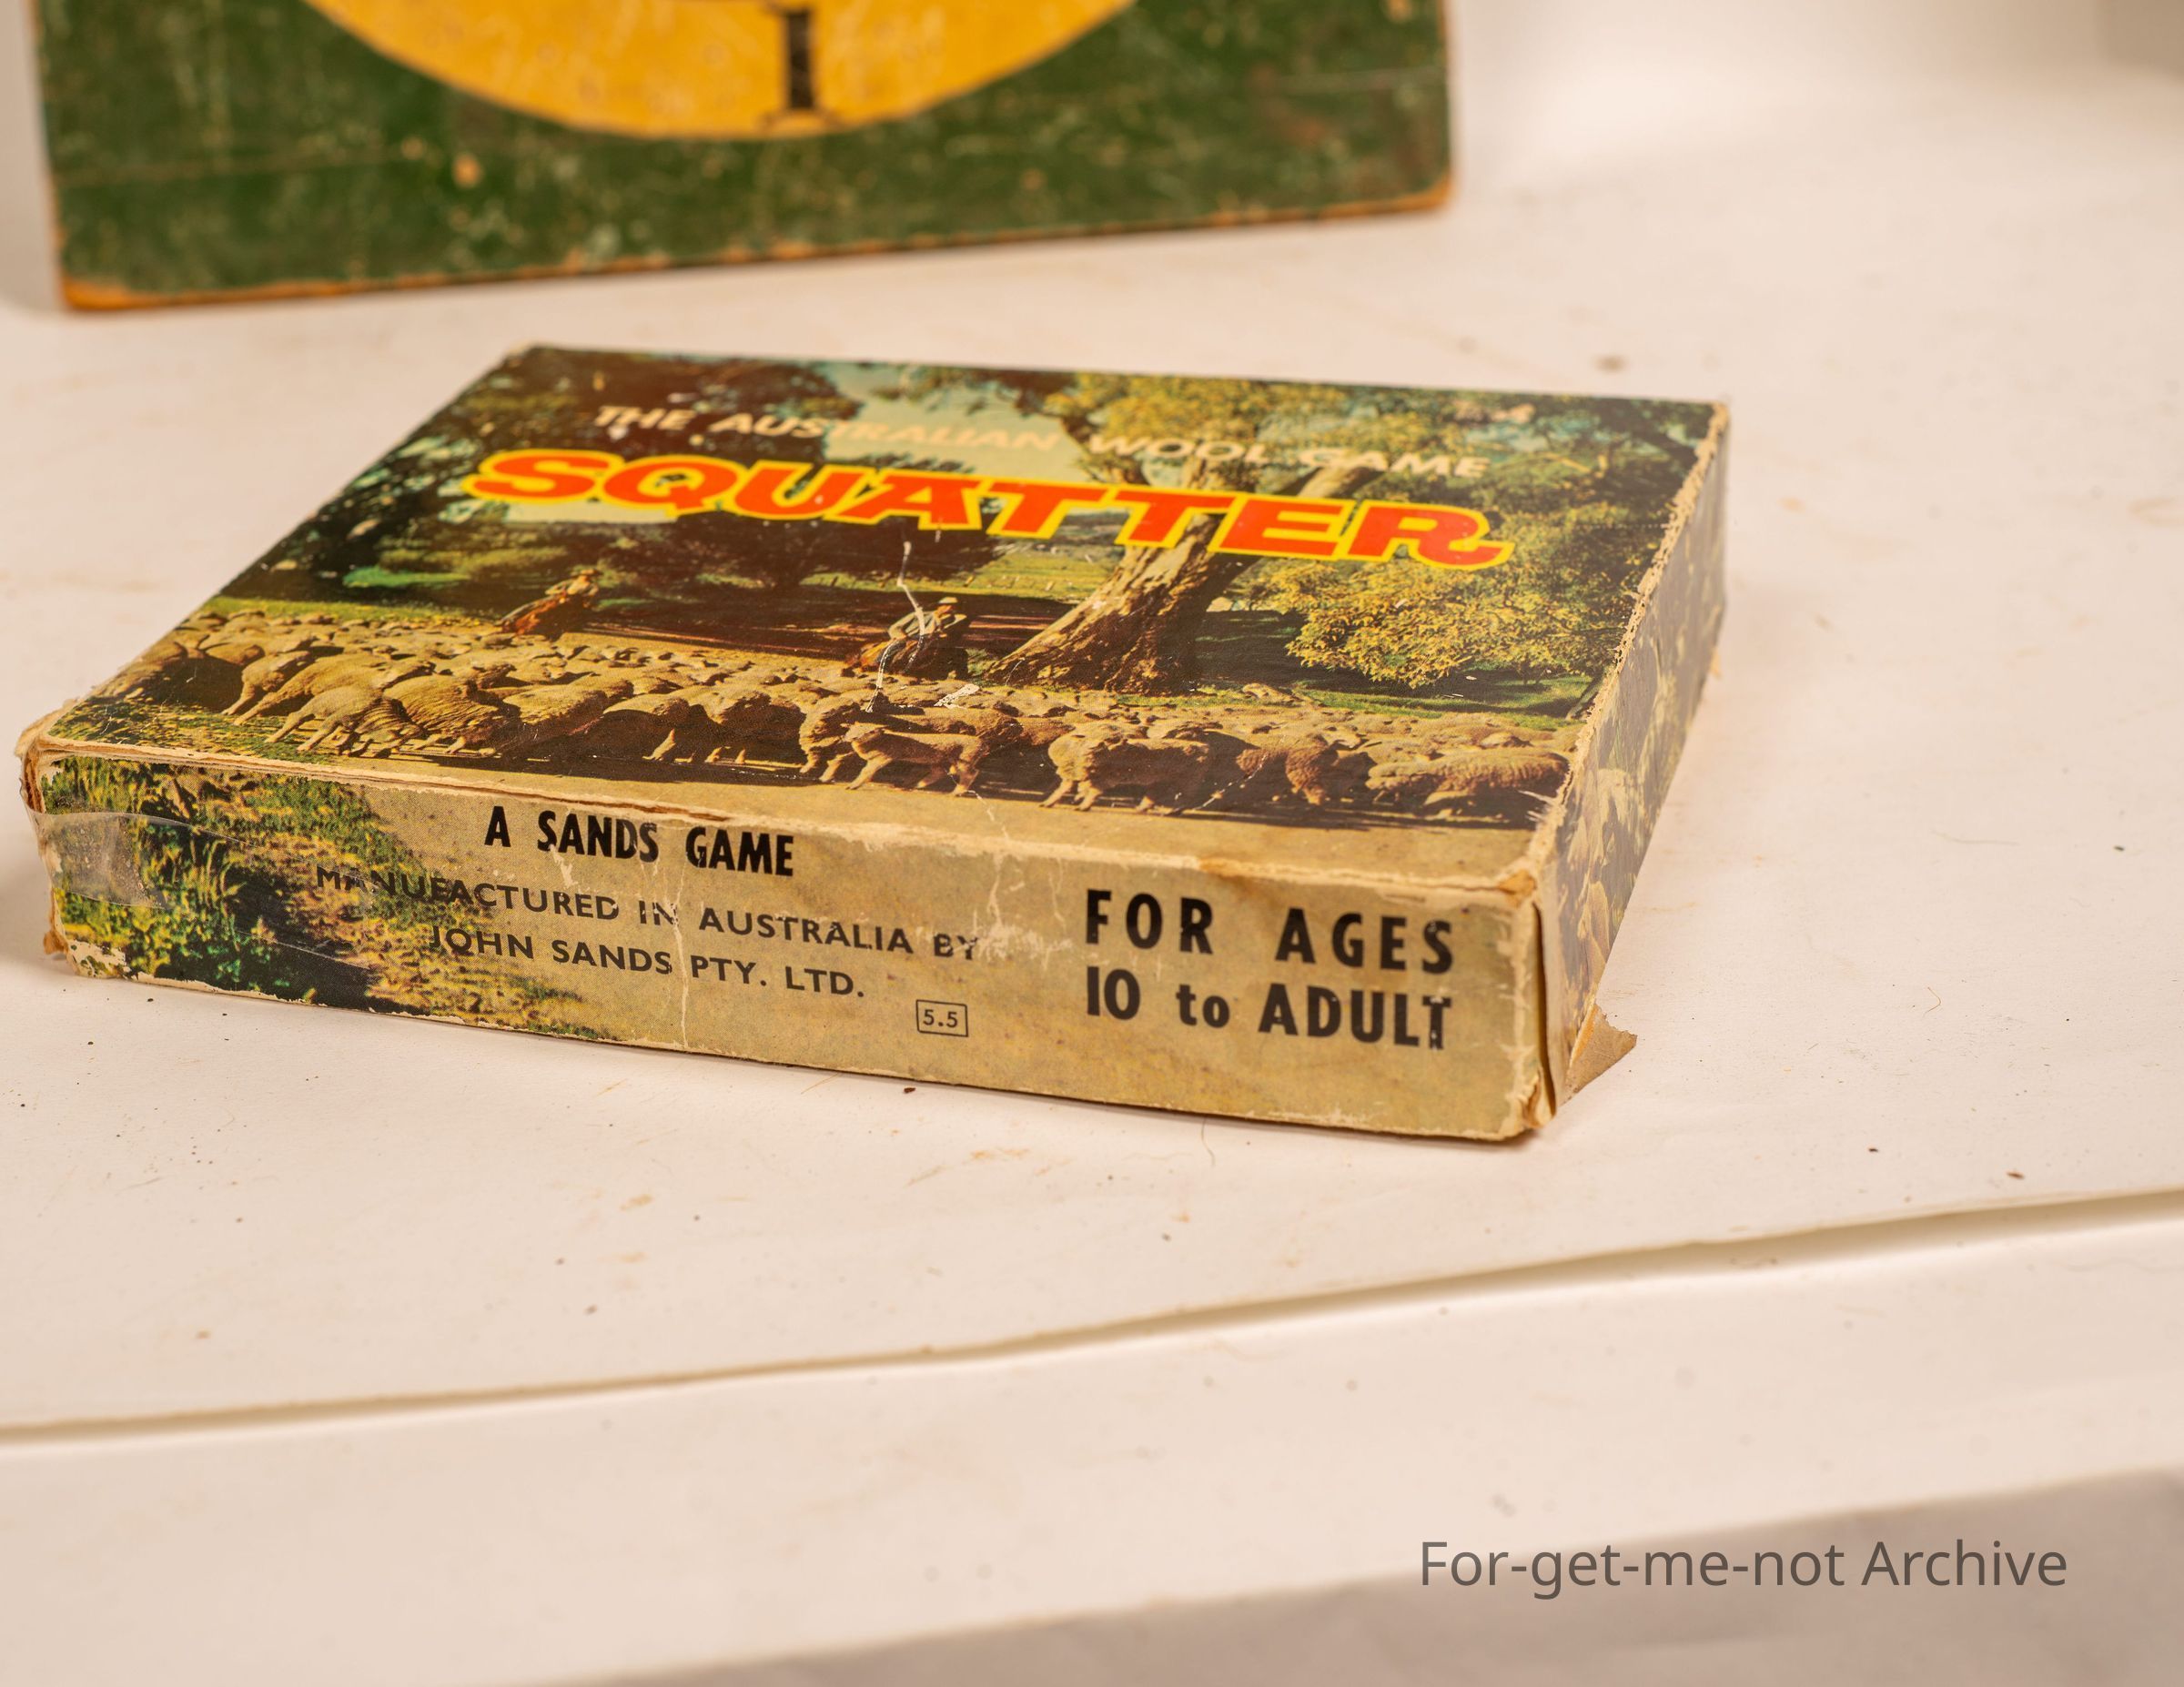 THE AUSTRALIAN WOOL GAME
SQUATTER
A SANDS GAME
MANUFACTURED IN AUSTRALIA BY
JOHN SANDS PTY. LTD.
5.5
FOR AGES
10 to ADULT
For-get-me-not Archive